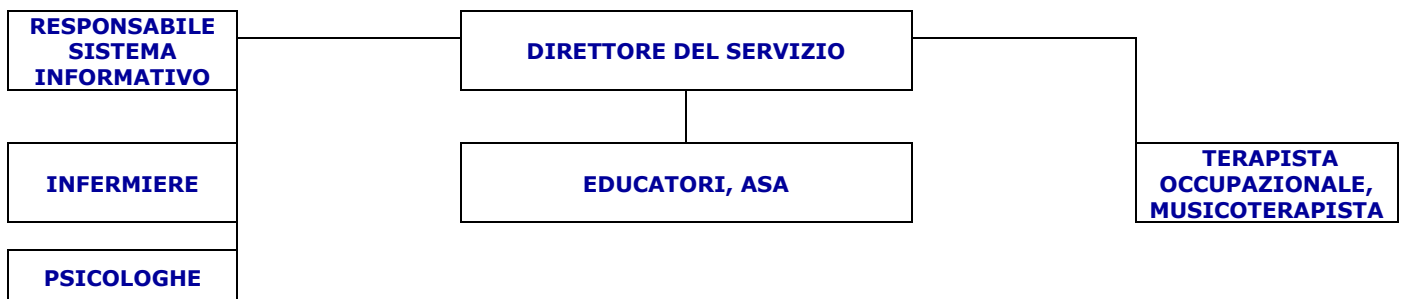 RESPONSABILE
SISTEMA
INFORMATIVO
DIRETTORE DEL SERVIZIO
INFERMIERE
EDUCATORI, ASA
TERAPISTA
OCCUPAZIONALE,
MUSICOTERAPISTA
PSICOLOGHE